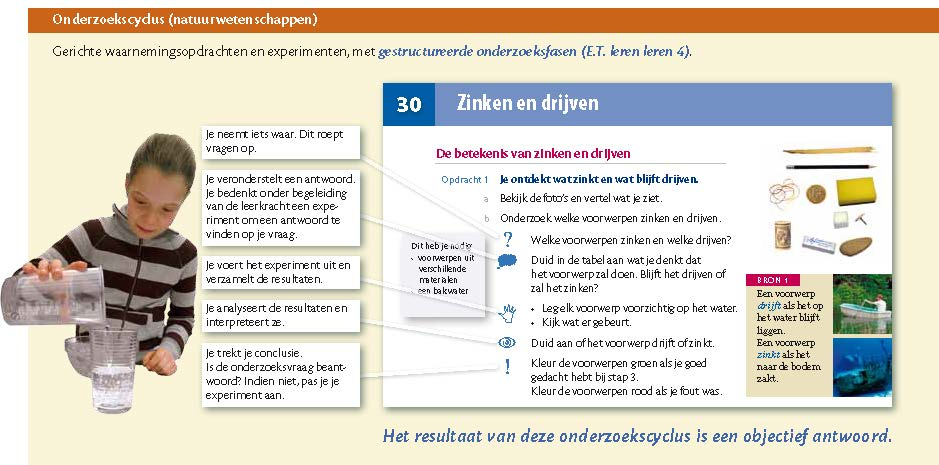 Onderzoekscyclus (natuurwetenschappen)
Gerichte waarnemingsopdrachten en experimenten, met gestructureerde onderzoeksfasen (E.T. leren leren 4).
Je neemt iets waar. Dit roept
vragen op.
Je veronderstelt een antwoord.
Je bedenkt onder begeleiding
van de leerkracht een expe-
riment om een antwoord te
vinden op je vraag.
Je voert het experiment uit en
verzamelt de resultaten.
Je analyseert de resultaten en
interpreteert ze.
Je trekt je conclusie.
Is de onderzoeksvraag beant-
woord? Indien niet, pas je je
experiment aan.
30 Zinken en drijven
De betekenis van zinken en drijven
Opdracht 1 Je ontdekt wat zinkt en wat blijft drijven.
a Bekijk de foto's en vertel wat je ziet.
b Onderzoek welke voorwerpen zinken en drijven.
Dit heb je nodig:
• voorwerpen uit
verschillende
materialen
• een bak water
? Welke voorwerpen zinken en welke drijven?
Duid in de tabel aan wat je denkt dat
het voorwerp zal doen. Blijft het drijven of
zal het zinken?
• Leg elk voorwerp voorzichtig op het water.
• Kijk wat er gebeurt.
Duid aan of het voorwerp drijft of zinkt.
! Kleur de voorwerpen groen als je goed
gedacht hebt bij stap 3.
Kleur de voorwerpen rood als je fout was.
BRON 1
Een voorwerp
drijft als het op
het water blijft
liggen.
Een voorwerp
zinkt als het
naar de bodem
zakt.
Het resultaat van deze onderzoekscyclus is een objectief antwoord.